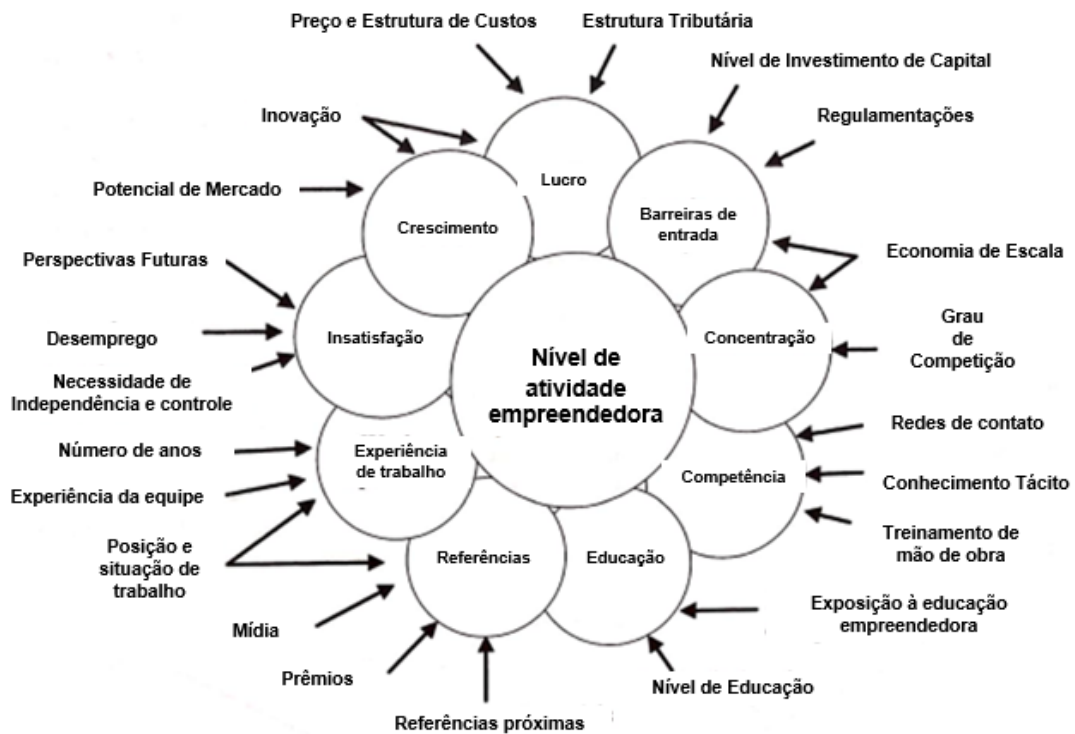 Preço e Estrutura de Custos
Estrutura Tributária
Nível de Investimento de Capital
Inovação
Regulamentações
Potencial de Mercado
Lucro
Crescimento
Barreiras de
entrada
Perspectivas Futuras
Economia de Escala
Desemprego
Insatisfação
Concentração
Grau
de
Competição
Nível de
atividade
empreendedora
Necessidade de
Independência e controle
Redes de contato
Número de anos
Experiência
de trabalho
Competência
Conhecimento Tácito
Experiência da equipe
Treinamento de
mão de obra
Posição e
situação de
trabalho
Referências
Educação
Exposição à educação
empreendedora
Mídia
Prêmios
Nível de Educação
Referências próximas